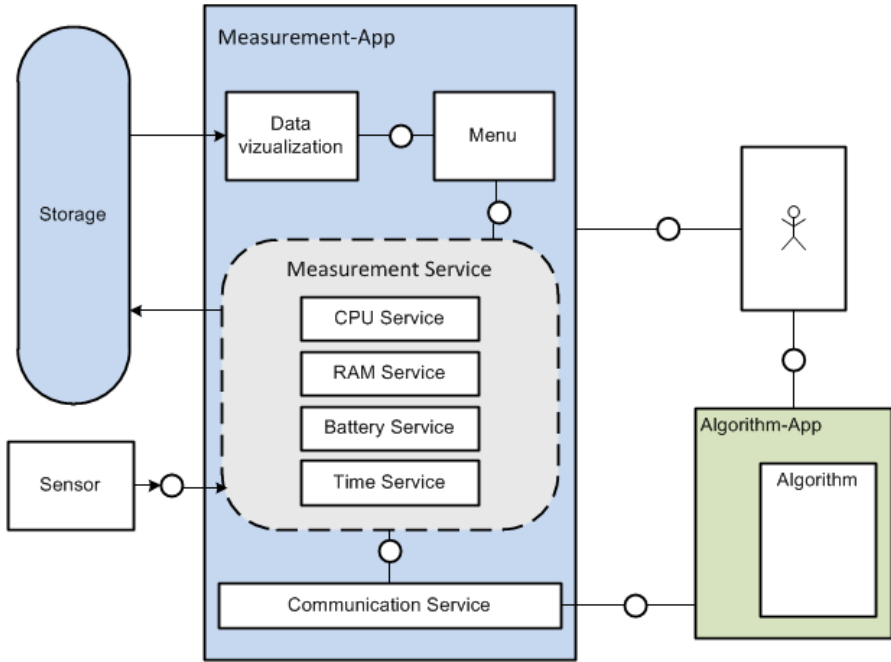 Measurement-App
Data
vizualization
Menu
Storage
Measurement Service
CPU Service
RAM Service
Battery Service
Time Service
Sensor
Algorithm-App
Algorithm
Communication Service